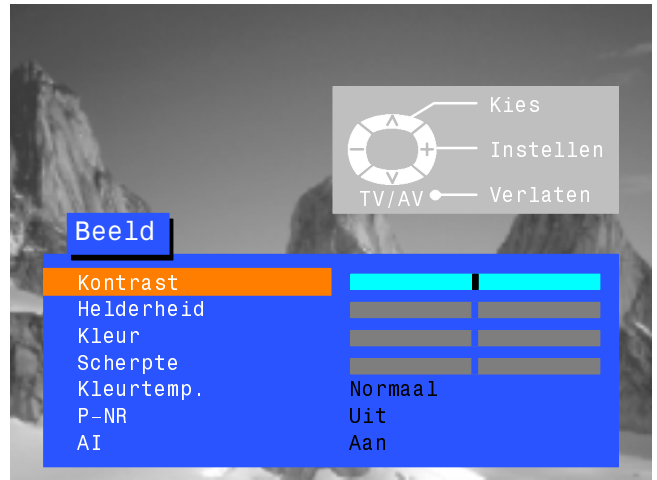 Kies
Instellen
TV/AV Verlaten
Beeld
Kontrast
Helderheid
Kleur
Scherpte
Kleurtemp. Normaal
P-NR Uit
AI Aan